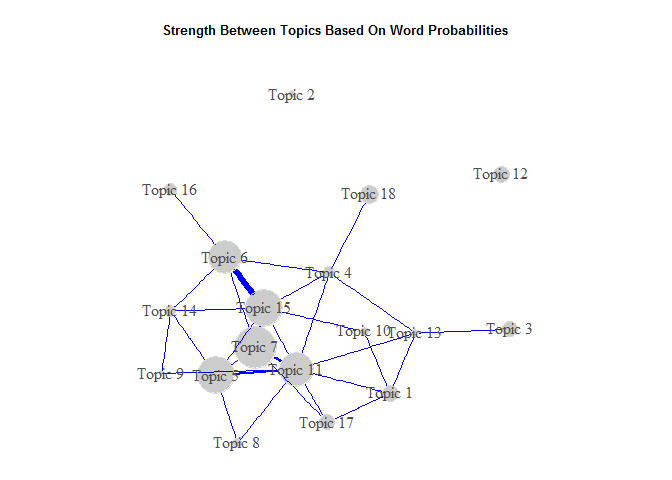 Strength Between Topics Based On Word Probabilities
Topic 2
Topic 12
Topic 16
Topic 18
Topic 6
Topic 4
Topic 15
Topic 14
Topic 3
Topic 10
Topic 13
Topic 7
Topic 11
Topic 9
Topic 5
Topic 1
Topic 17
Topic 8